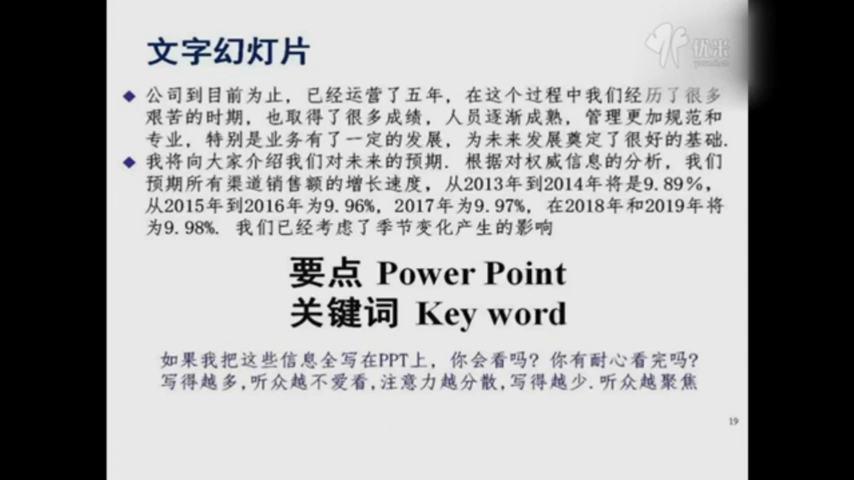 文字幻灯片
优米
◆ 公司到目前为止，已经运营了五年，在这个过程中我们经历了很多
艰苦的时期，也取得了很多成绩，人员逐渐成熟，管理更加规范和
专业，特别是业务有了一定的发展，为未来发展奠定了很好的基础.
◆ 我将向大家介绍我们对未来的预期. 根据对权威信息的分析，我们
预期所有渠道销售额的增长速度，从2013年到2014年将是9.89%，
从2015年到2016年为9.96%，2017年为9.97%，在2018年和2019年将
为9.98%. 我们已经考虑了季节变化产生的影响
要点 Power Point
关键词 Key word
如果我把这些信息全写在PPT上，你会看吗？你有耐心看完吗？
写得越多,听众越不爱看,注意力越分散,写得越少.听众越聚焦
19